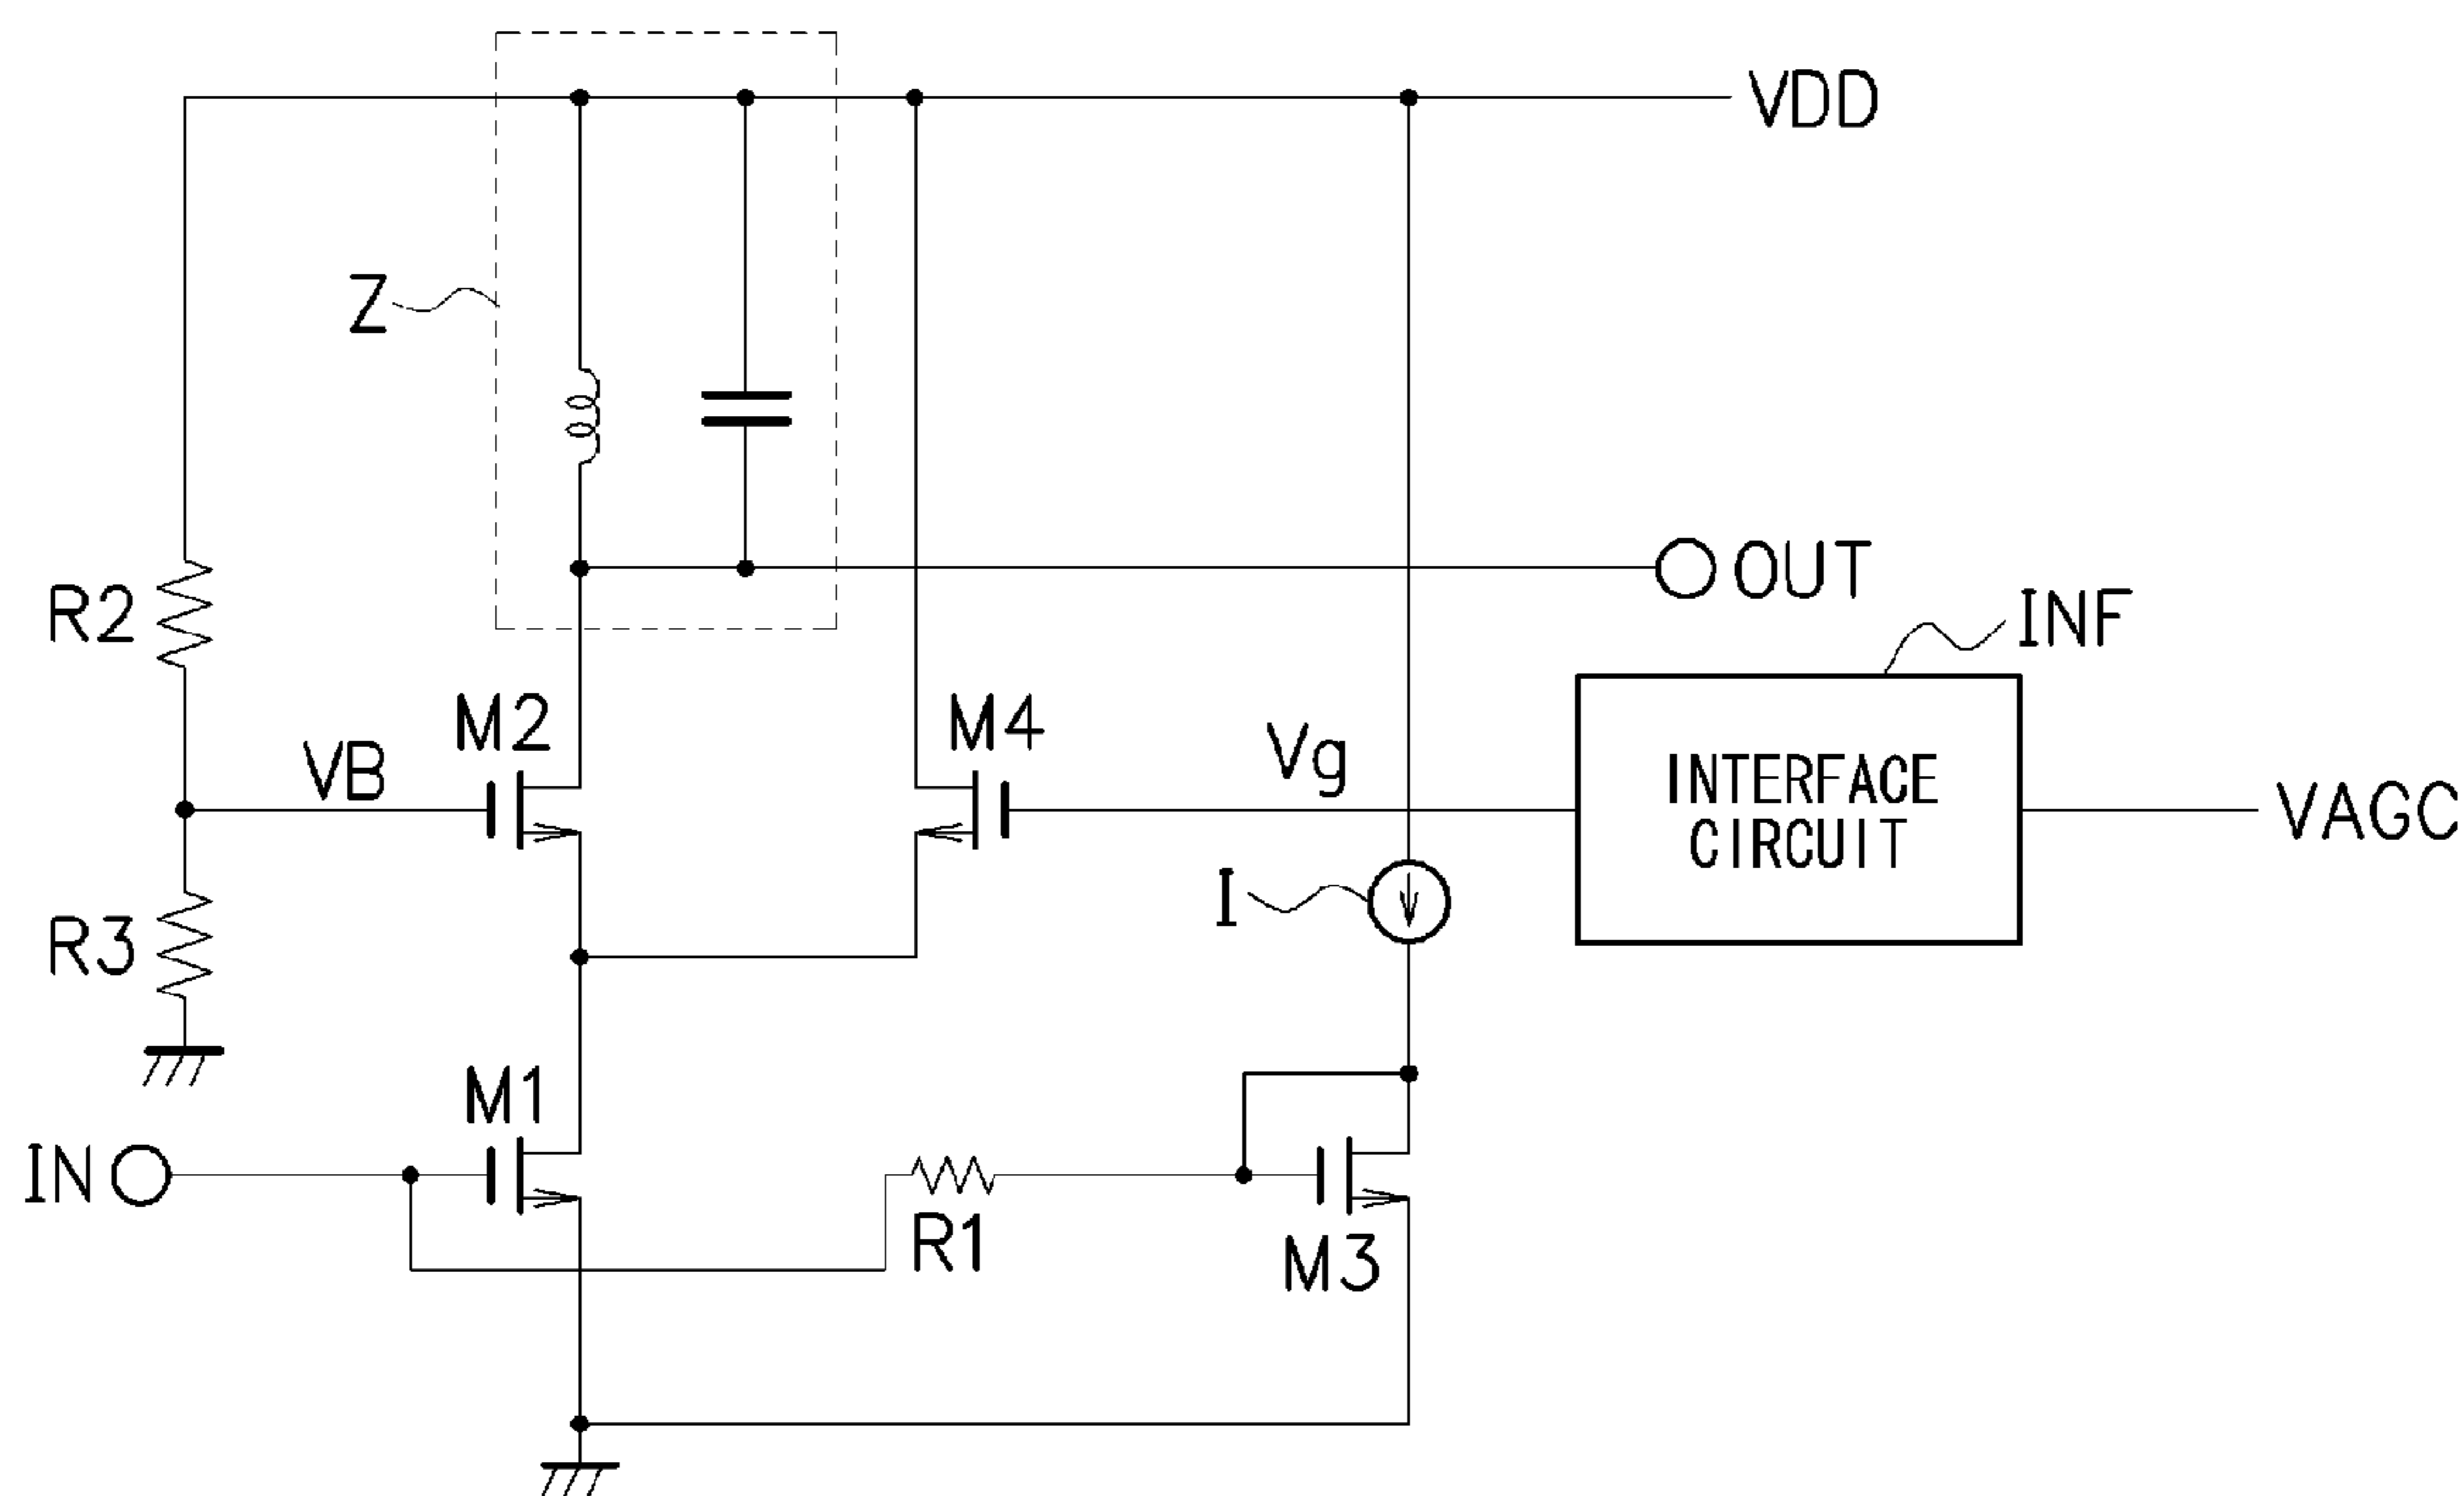 VDD
Z
OUT
R2
INF
M2
M4
VB
Vg
INTERFACE
CIRCUIT
VAGC
I
R3
M1
IN
R1
M3